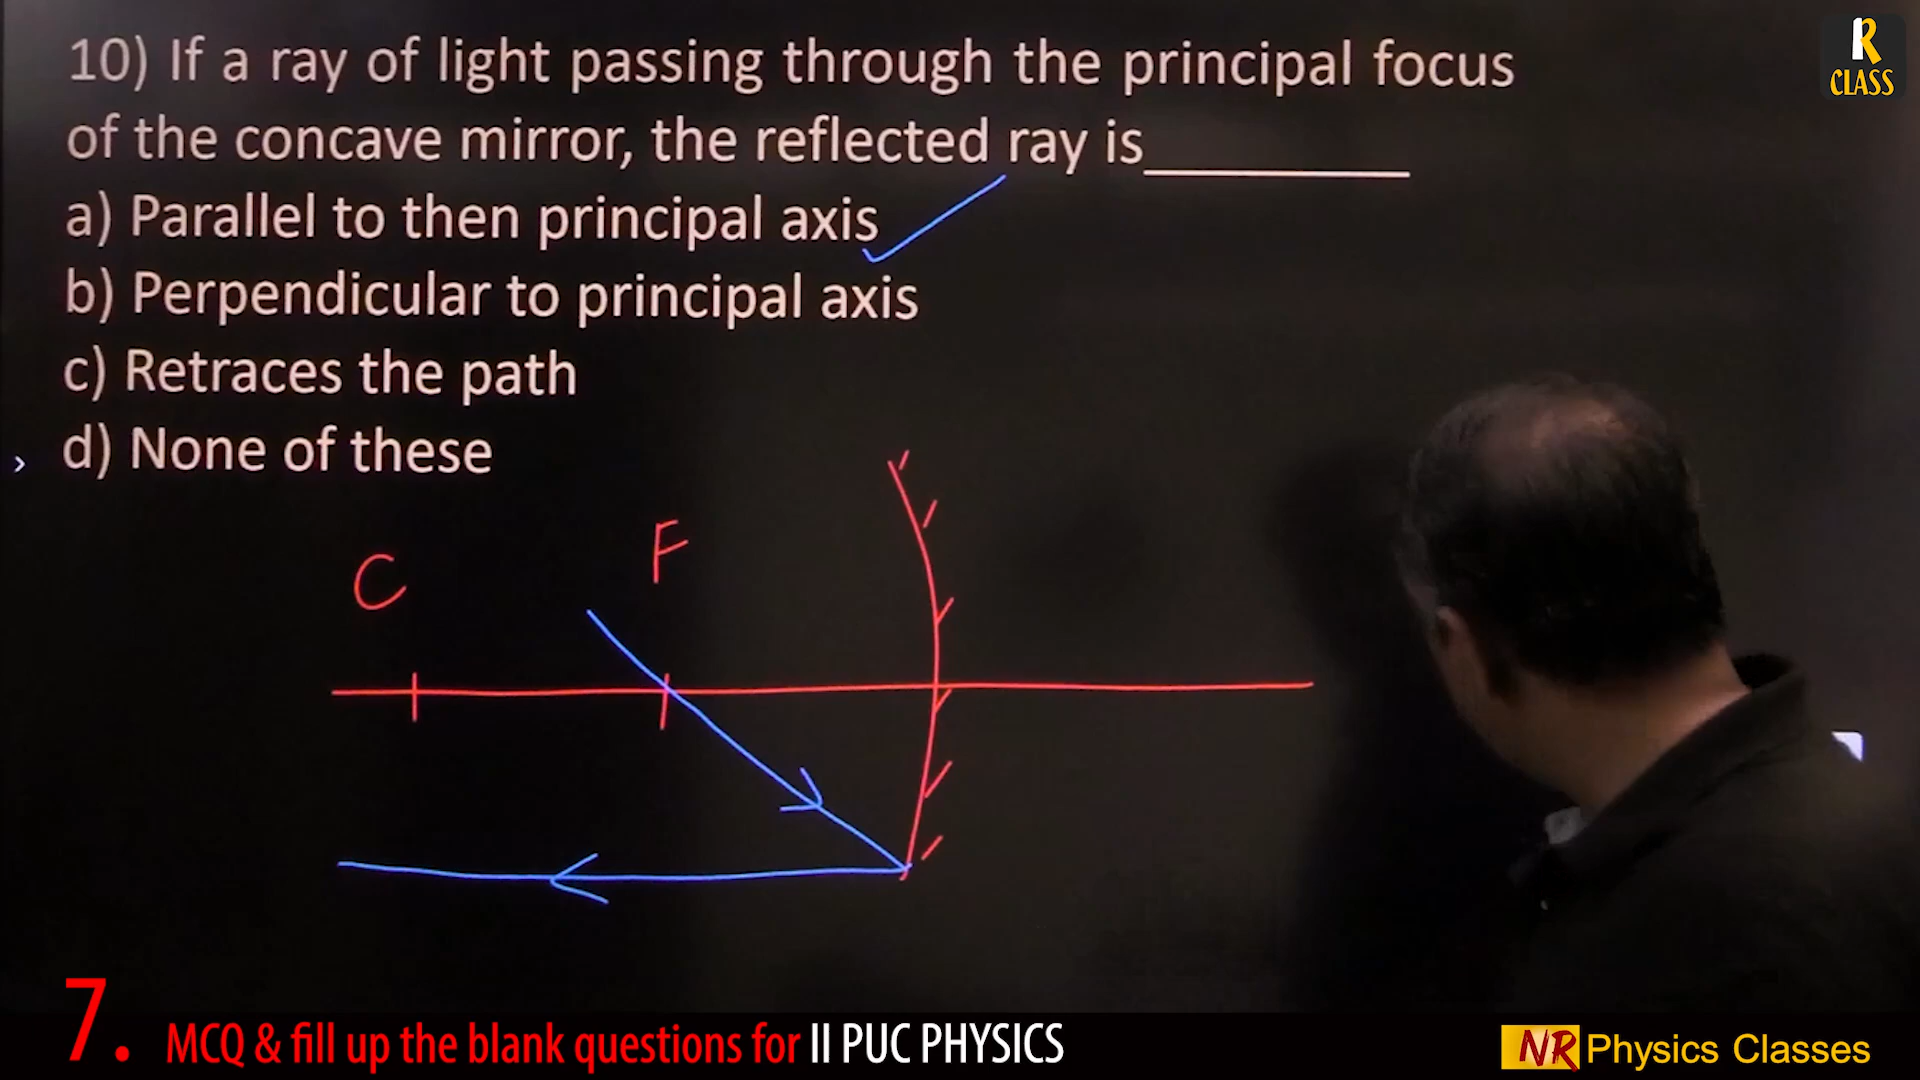 R
CLASS
10) If a ray of light passing through the principal focus
of the concave mirror, the reflected ray is__________
a) Parallel to then principal axis
b) Perpendicular to principal axis
c) Retraces the path
d) None of these
C
F
7. MCQ & fill up the blank questions for II PUC PHYSICS
NR Physics Classes